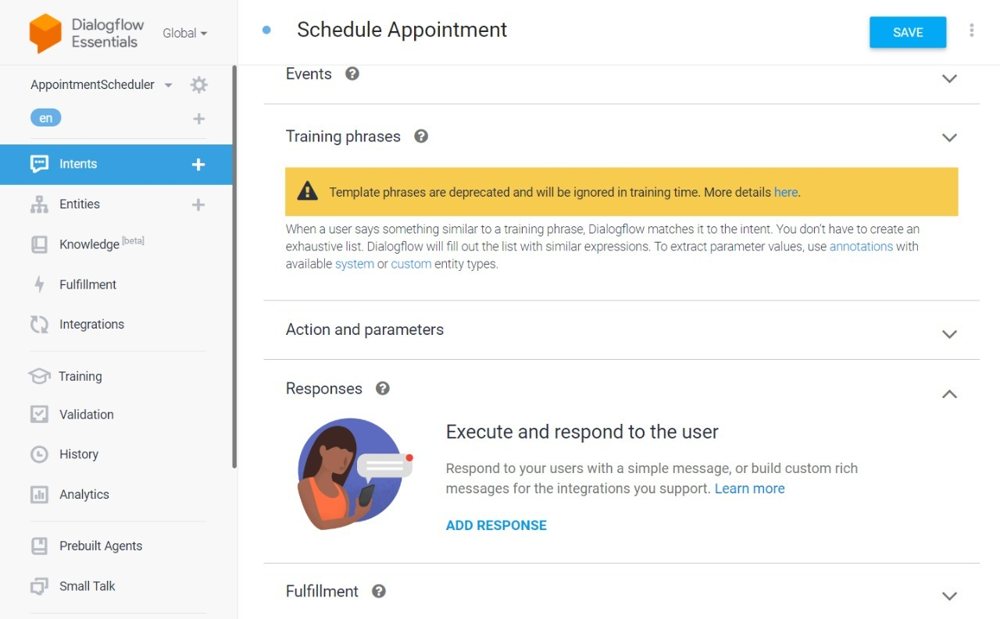 Dialogflow
Essentials
Global
AppointmentScheduler
en
Intents
Entities
Knowledge [beta]
Fulfillment
Integrations
Training
Validation
History
Analytics
Prebuilt Agents
Small Talk
Schedule Appointment
SAVE
Events
Training phrases
Template phrases are deprecated and will be ignored in training time. More details here.
When a user says something similar to a training phrase, Dialogflow matches it to the intent. You don't have to create an
exhaustive list. Dialogflow will fill out the list with similar expressions. To extract parameter values, use annotations with
available system or custom entity types.
Action and parameters
Responses
Execute and respond to the user
Respond to your users with a simple message, or build custom rich
messages for the integrations you support. Learn more
ADD RESPONSE
Fulfillment